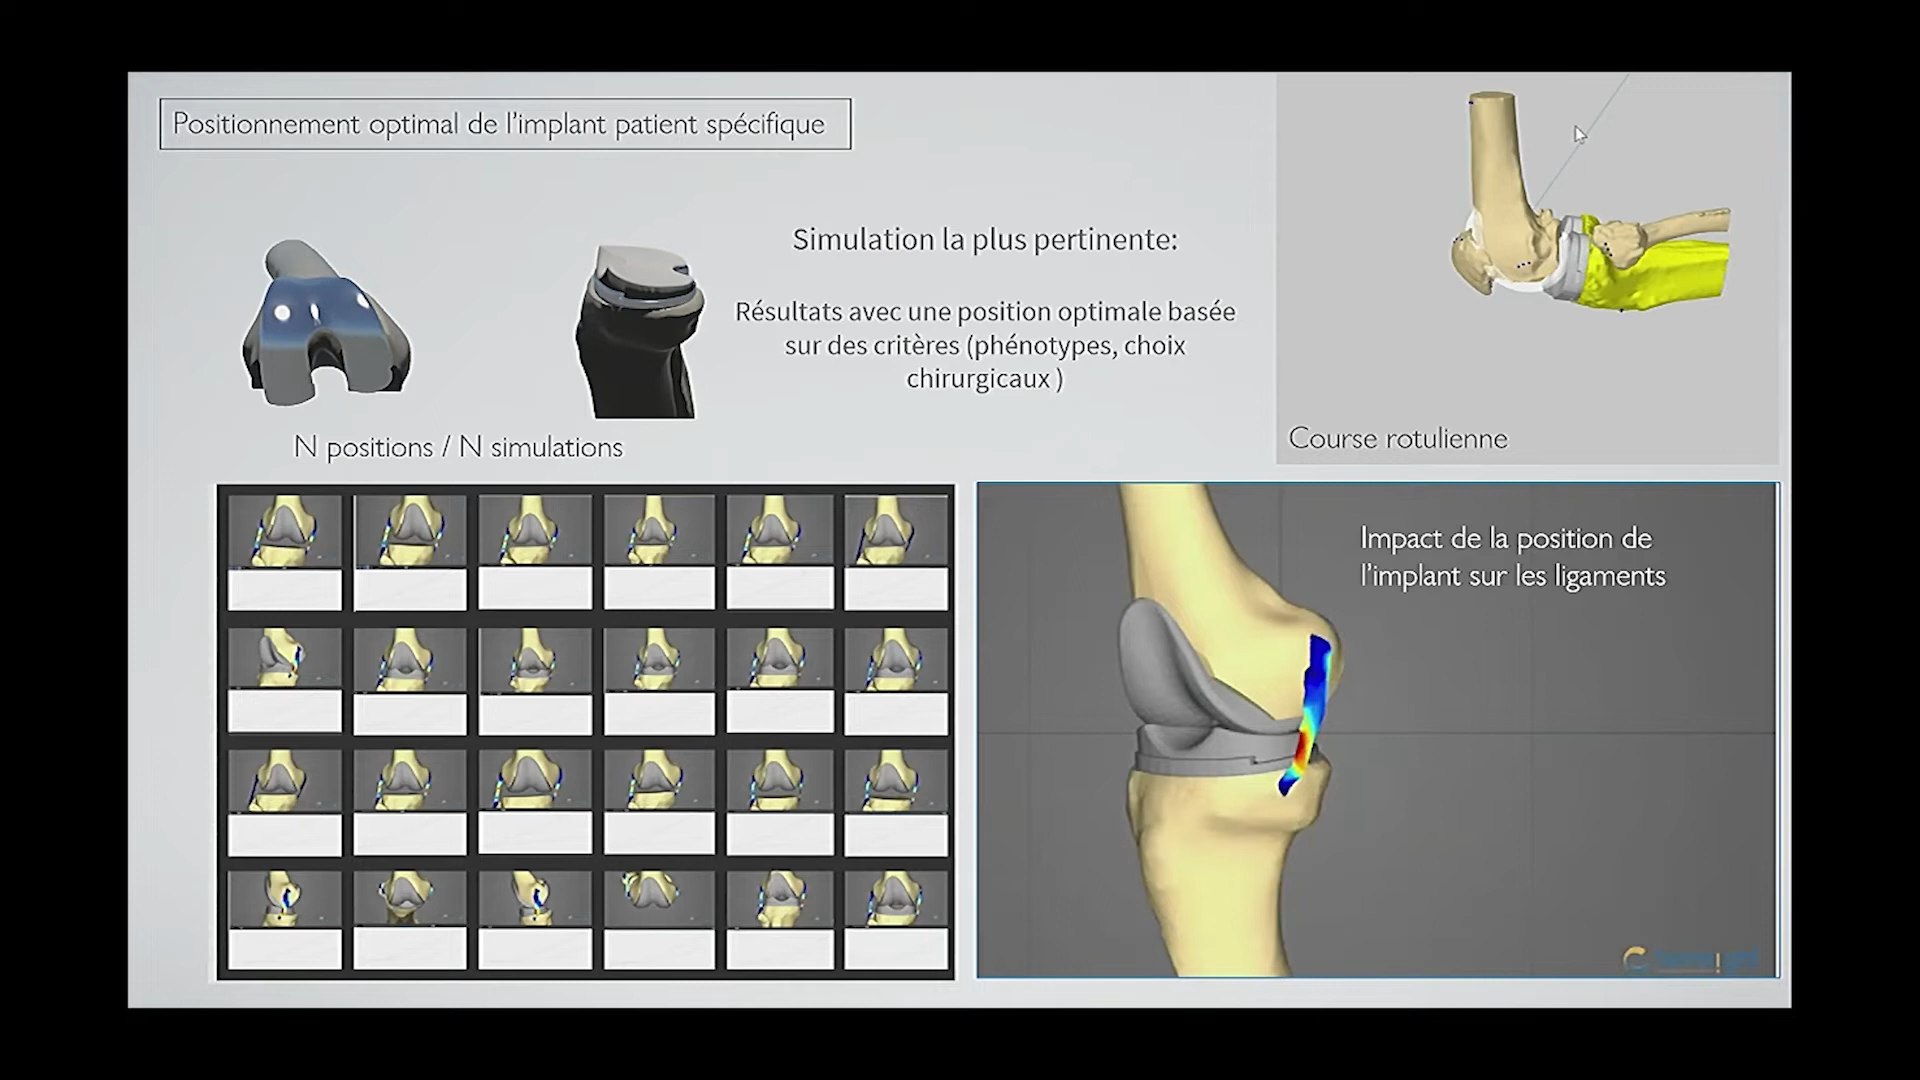 Positionnement optimal de l'implant patient spécifique
Simulation la plus pertinente:
Résultats avec une position optimale basée
sur des critères (phénotypes, choix
chirurgicaux )
N positions / N simulations
Course rotulienne
Impact de la position de
l'implant sur les ligaments